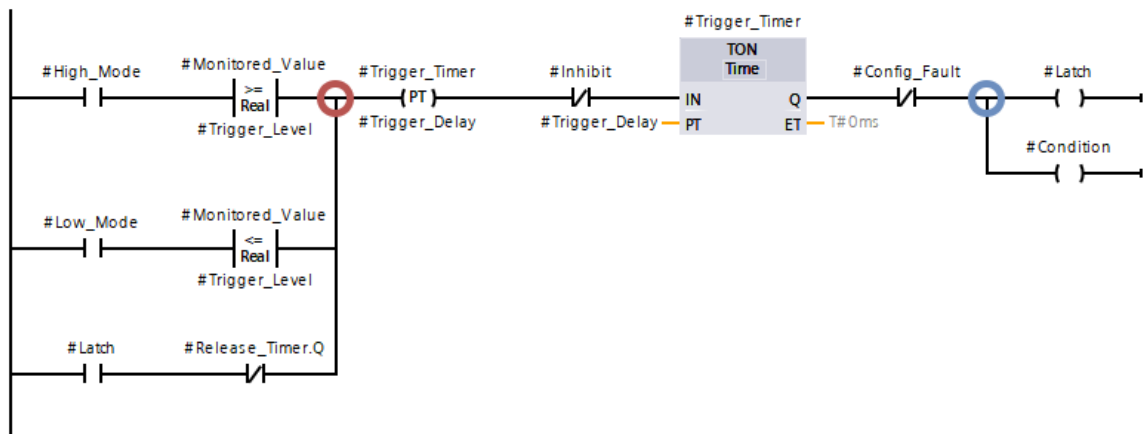 #Trigger_Timer
TON
Time
#High_Mode
#Monitored_Value
>=
Real
#Trigger_Level
#Trigger_Timer
PT
#Trigger_Delay
#Inhibit
#Trigger_Delay
IN
PT
Q
ET
T#0ms
#Config_Fault
#Latch
#Condition
#Low_Mode
#Monitored_Value
<=
Real
#Trigger_Level
#Latch
#Release_Timer.Q